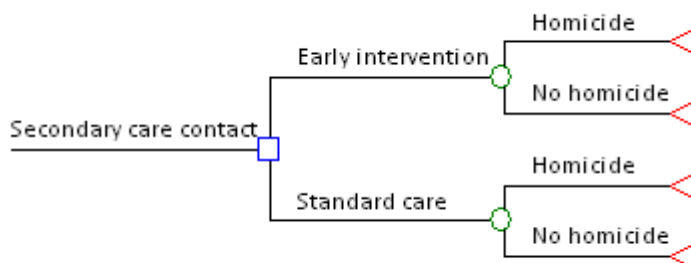 Homicide
Early intervention
No homicide
Secondary care contact
Homicide
Standard care
No homicide